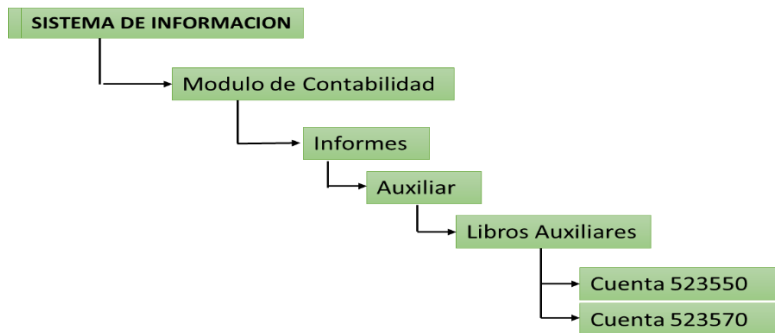 SISTEMA DE INFORMACION
Modulo de Contabilidad
Informes
Auxiliar
Libros Auxiliares
Cuenta 523550
Cuenta 523570